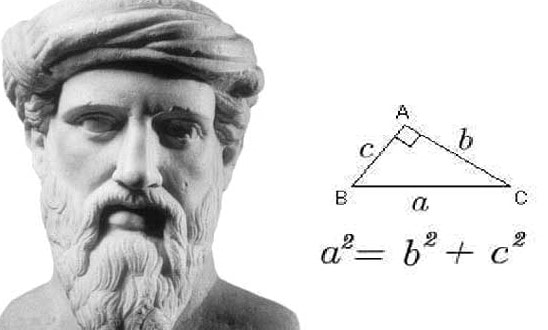 A
c b
B C
a
a² = b² + c²